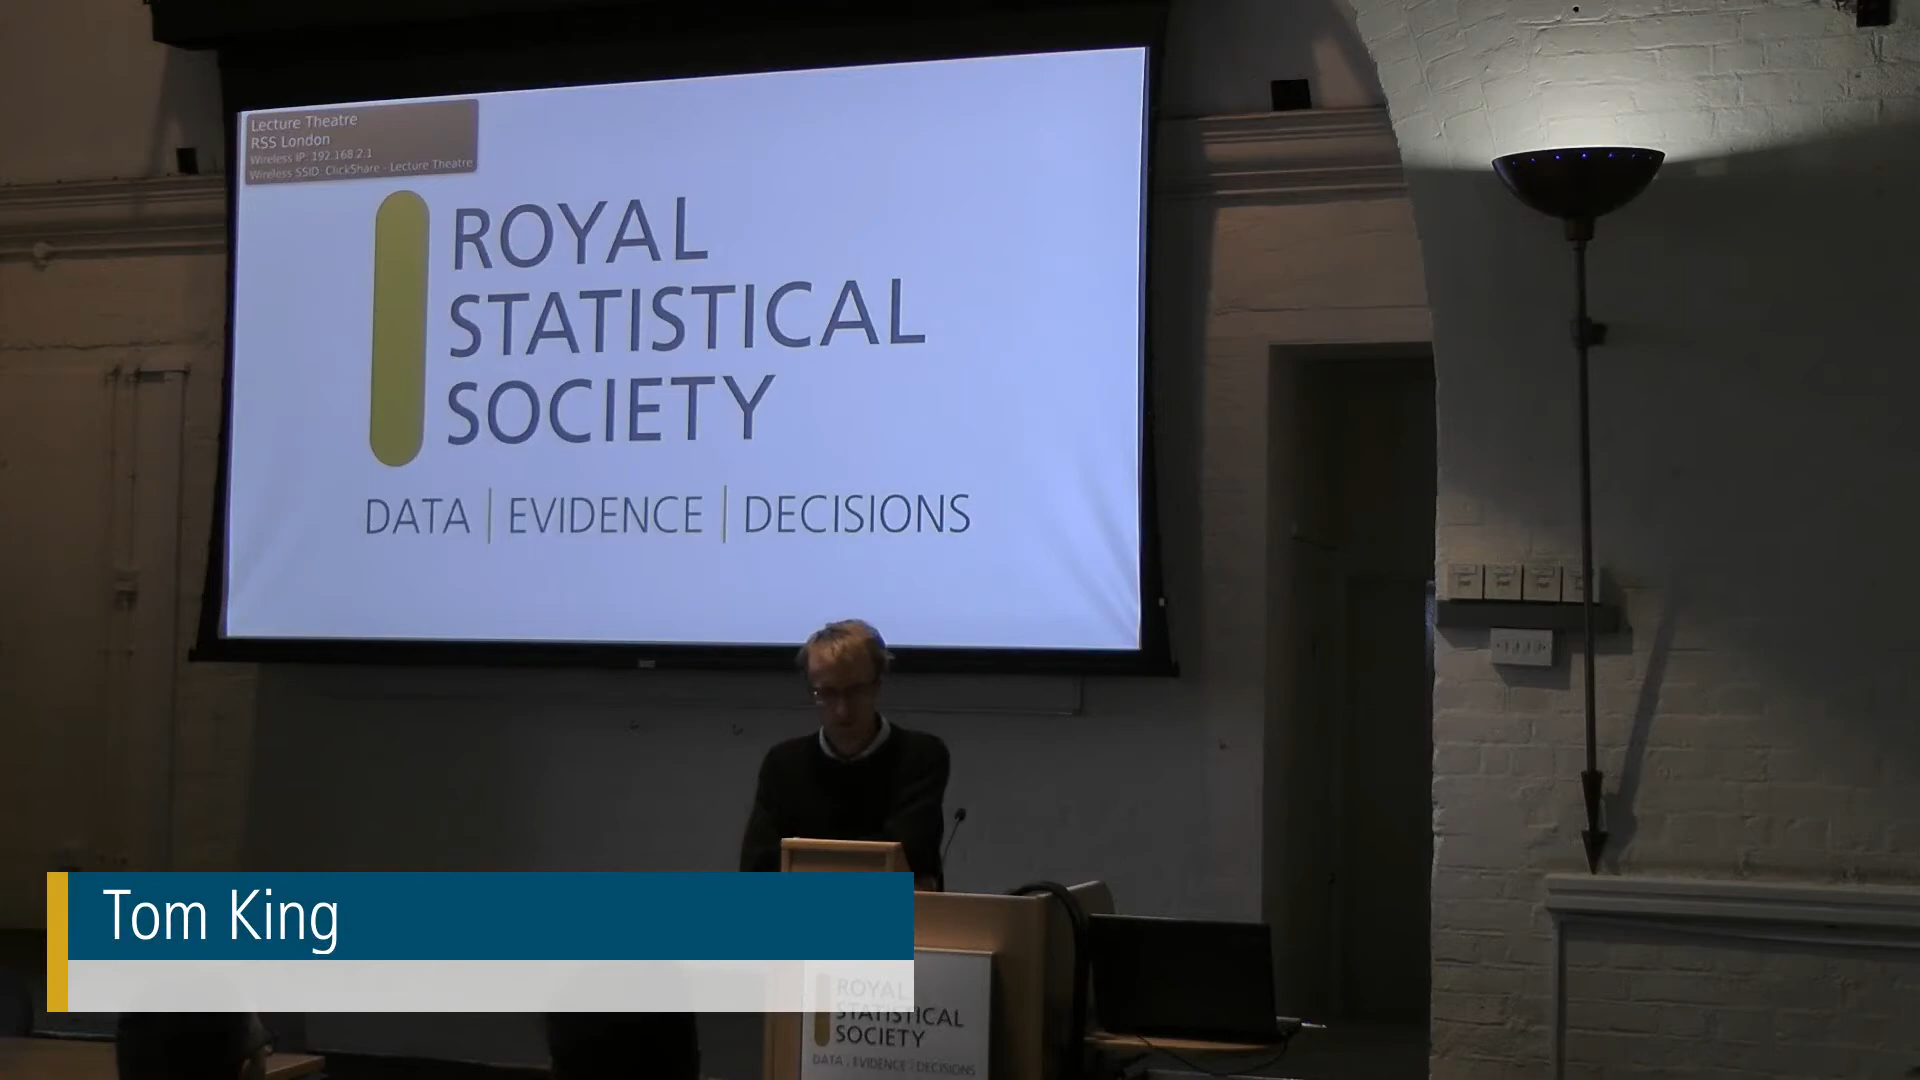 Lecture Theatre
RSS London
Wireless IP: 192.168.2.1
Wireless SSID: ClickShare - Lecture Theatre
ROYAL
STATISTICAL
SOCIETY
DATA | EVIDENCE | DECISIONS
Tom King
ROYAL
STATISTICAL
SOCIETY
DATA | EVIDENCE | DECISIONS